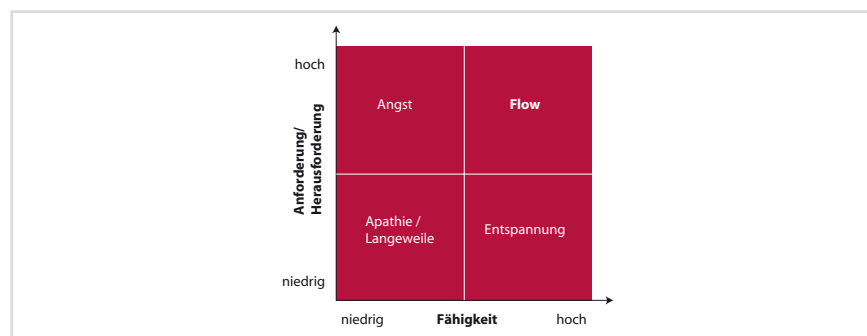 hoch
Anforderung/
Herausforderung
Angst
Flow
Apathie /
Langeweile
Entspannung
niedrig
niedrig
Fähigkeit
hoch